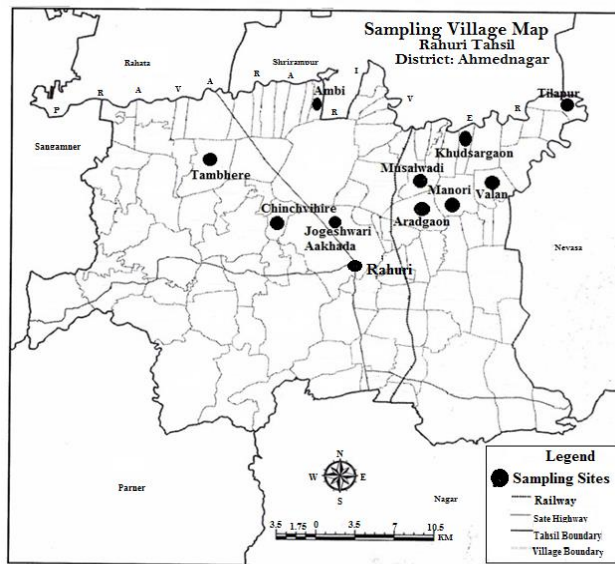 Sampling Village Map
Rahuri Tahsil
District: Ahmednagar
Rahata
Shrirampur
P R A V A R A R I V E R
Ambi
Tilapur
Sangamner
Khudsargaon
Tambhere
Musalwadi
Manori
Valan
Chinchvihire
Jogeshwari
Aakhada
Aradgaon
Rahuri
Nevasa
N
W E
S
Parner
Nagar
3.5 1.75 0 3.5 7 10.5
KM
Legend
Sampling Sites
Railway
Sate Highway
Tahsil Boundary
Village Boundary